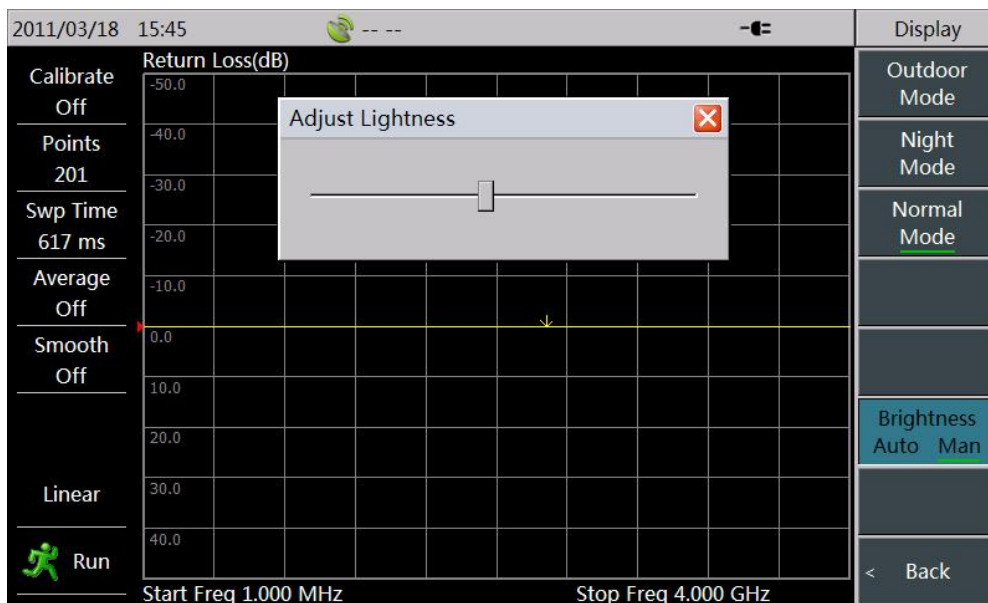 2011/03/18 15:45 -- -- Display
Calibrate
Off
Points
201
Swp Time
617 ms
Average
Off
Smooth
Off
Linear
Run
Return Loss(dB)
-50.0
-40.0
-30.0
-20.0
-10.0
0.0
10.0
20.0
30.0
40.0
Start Freq 1.000 MHz Stop Freq 4.000 GHz
Adjust Lightness
Outdoor
Mode
Night
Mode
Normal
Mode
Brightness
Auto Man
< Back